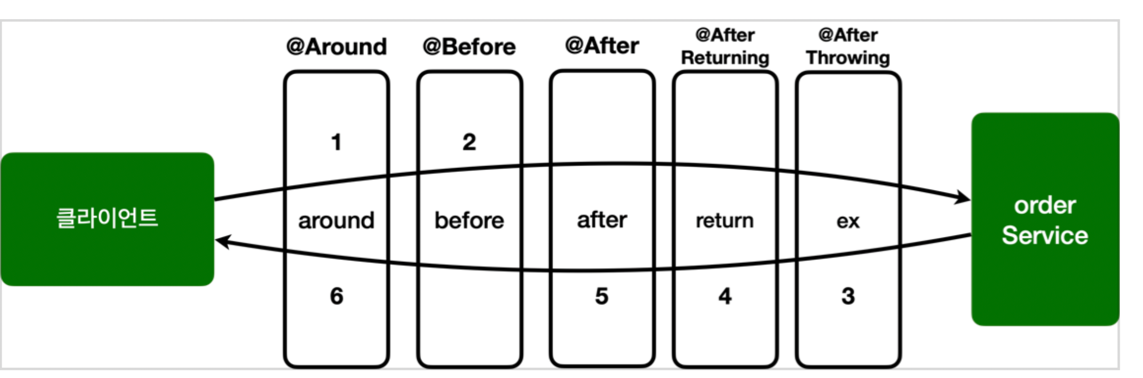 @Around
@Before
@After
@After
Returning
@After
Throwing
1
2
클라이언트
around
before
after
return
ex
order
Service
6
5
4
3